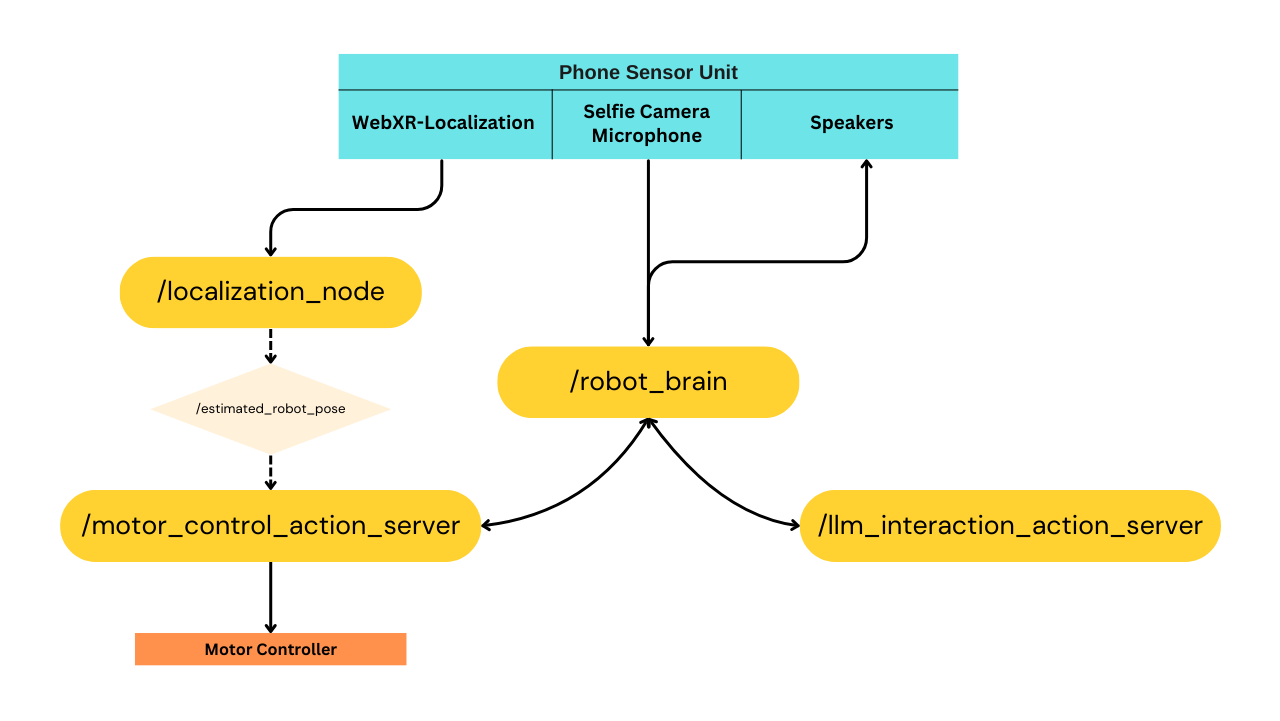 Phone Sensor Unit
WebXR-Localization
Selfie Camera
Microphone
Speakers
/localization_node
/robot_brain
/estimated_robot_pose
/motor_control_action_server
/llm_interaction_action_server
Motor Controller